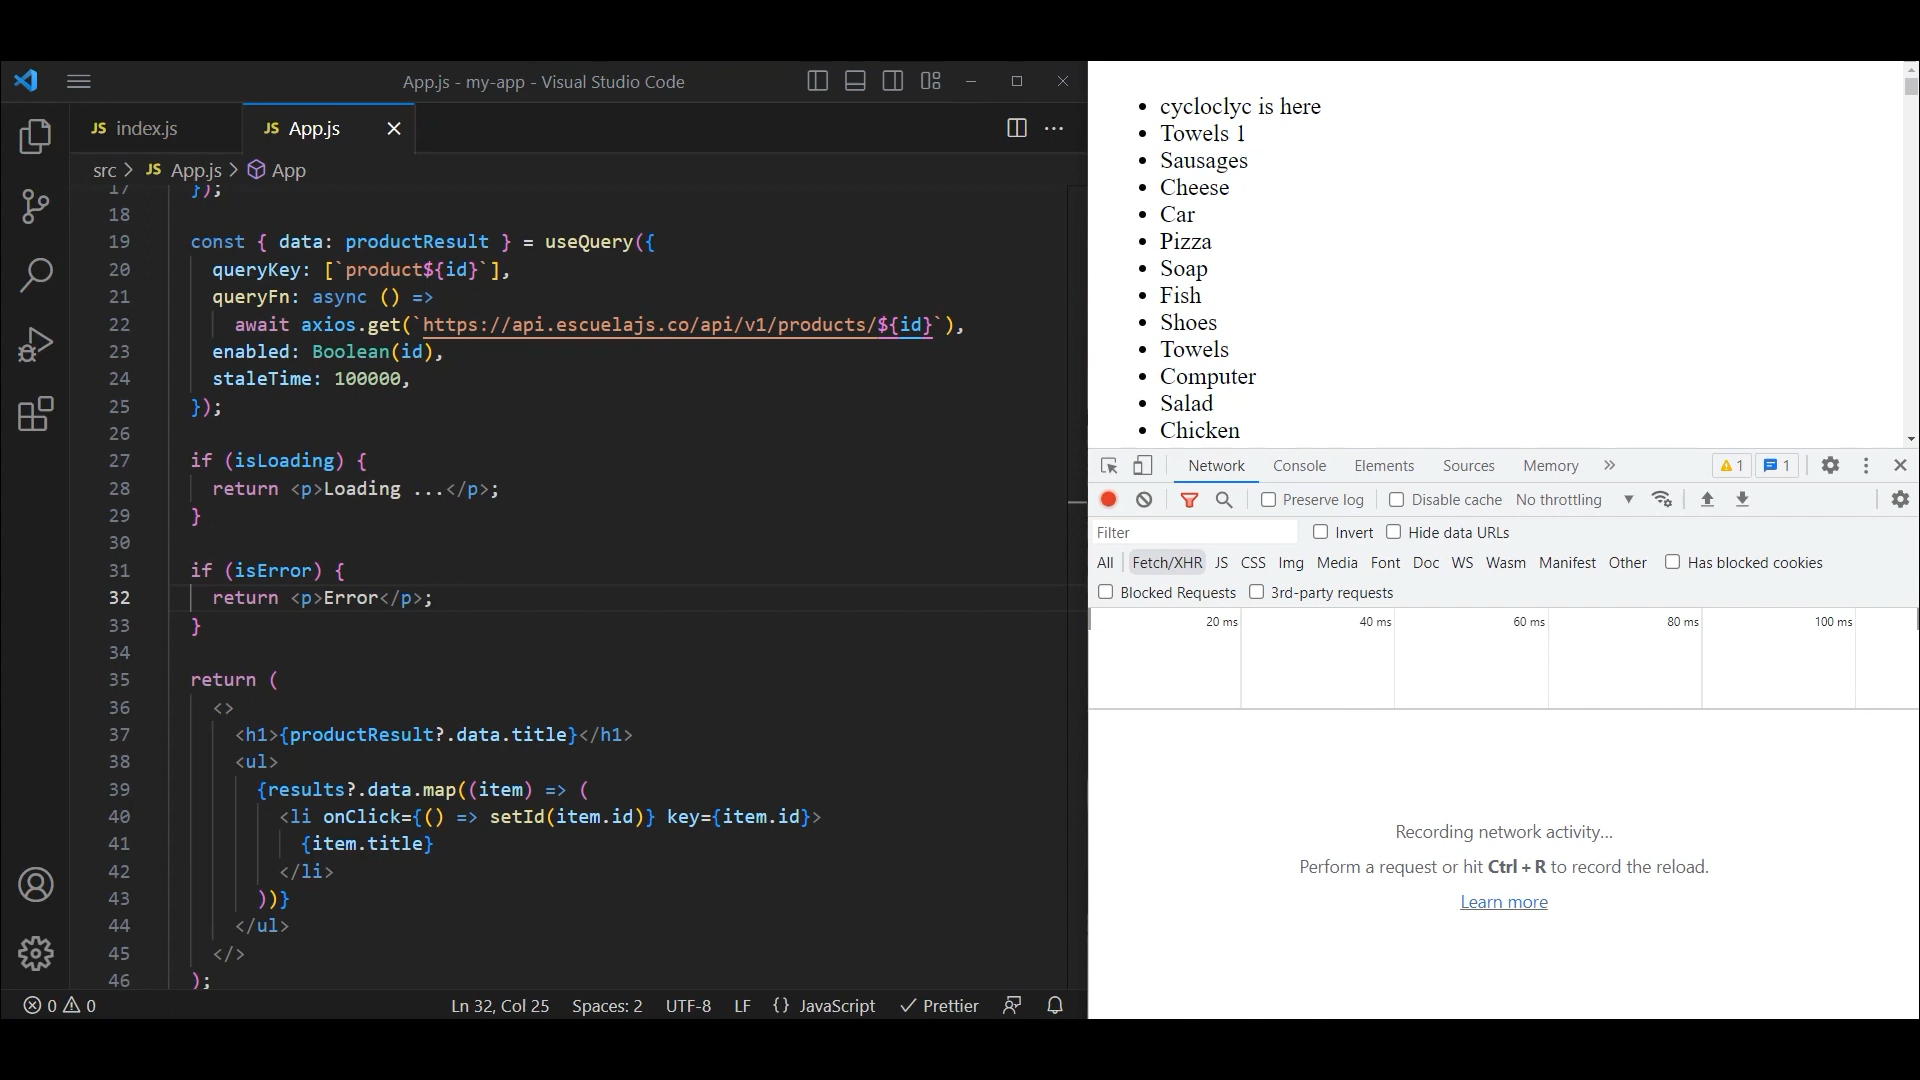 App.js - my-app - Visual Studio Code
JS index.js
JS App.js
src > JS App.js > App
17 });
18
19 const { data: productResult } = useQuery({
20 queryKey: [`product${id}`],
21 queryFn: async () =>
22 await axios.get(`https://api.escuelajs.co/api/v1/products/${id}`),
23 enabled: Boolean(id),
24 staleTime: 100000,
25 });
26
27 if (isLoading) {
28 return <p>Loading ...</p>;
29 }
30
31 if (isError) {
32 return <p>Error</p>;
33 }
34
35 return (
36 <>
37 <h1>{productResult?.data.title}</h1>
38 <ul>
39 {results?.data.map((item) => (
40 <li onClick={() => setId(item.id)} key={item.id}>
41 {item.title}
42 </li>
43 ))}
44 </ul>
45 </>
46 );
0 0
Ln 32, Col 25 Spaces: 2 UTF-8 LF {} JavaScript Prettier
• cycloclyc is here
• Towels 1
• Sausages
• Cheese
• Car
• Pizza
• Soap
• Fish
• Shoes
• Towels
• Computer
• Salad
• Chicken
Network Console Elements Sources Memory » 1 1
Preserve log Disable cache No throttling
Filter Invert Hide data URLs
All Fetch/XHR JS CSS Img Media Font Doc WS Wasm Manifest Other Has blocked cookies
Blocked Requests 3rd-party requests
20 ms 40 ms 60 ms 80 ms 100 ms
Recording network activity...
Perform a request or hit Ctrl + R to record the reload.
Learn more